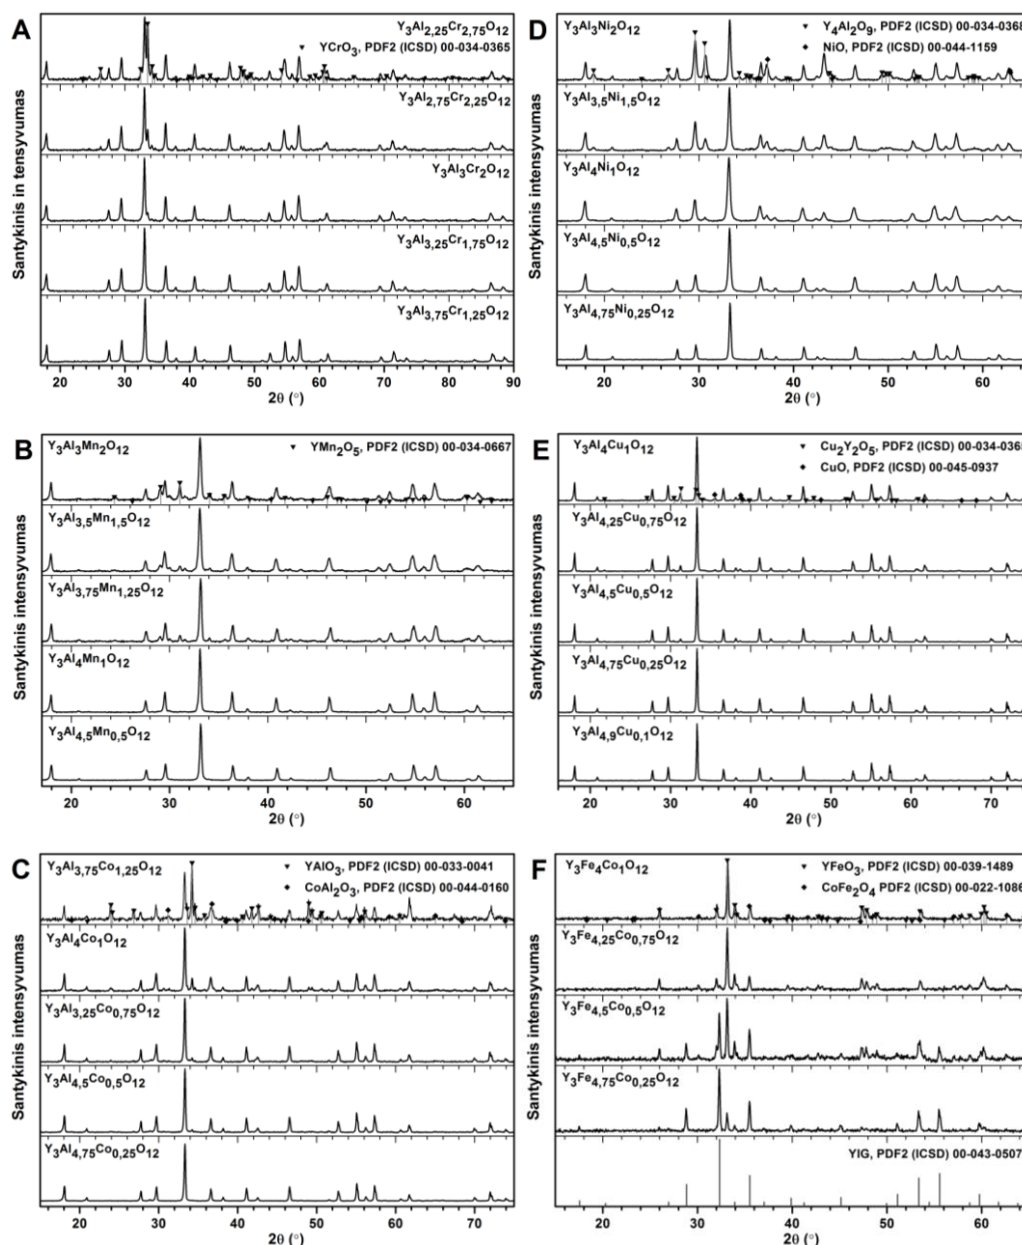 A
Y3Al2,25Cr2,75O12
YCrO3, PDF2 (ICSD) 00-034-0365
Y3Al2,75Cr2,25O12
Y3Al3Cr2O12
Y3Al3,25Cr1,75O12
Y3Al3,75Cr1,25O12
Santykinis in tensyvumas
20 30 40 50 60 70 80 90
2θ (°)
D
Y3Al3Ni2O12
Y4Al2O9, PDF2 (ICSD) 00-034-0368
NiO, PDF2 (ICSD) 00-044-1159
Y3Al3,5Ni1,5O12
Y3Al4Ni1O12
Y3Al4,5Ni0,5O12
Y3Al4,75Ni0,25O12
Santykinis intensyvumas
20 30 40 50 60
2θ (°)
B
Y3Al3Mn2O12
YMn2O5, PDF2 (ICSD) 00-034-0667
Y3Al3,5Mn1,5O12
Y3Al3,75Mn1,25O12
Y3Al4Mn1O12
Y3Al4,5Mn0,5O12
Santykinis intensyvumas
20 30 40 50 60
2θ (°)
E
Y3Al4Cu1O12
Cu2Y2O5, PDF2 (ICSD) 00-034-0365
CuO, PDF2 (ICSD) 00-045-0937
Y3Al4,25Cu0,75O12
Y3Al4,5Cu0,5O12
Y3Al4,75Cu0,25O12
Y3Al4,9Cu0,1O12
Santykinis intensyvumas
20 30 40 50 60 70
2θ (°)
C
Y3Al3,75Co1,25O12
YAlO3, PDF2 (ICSD) 00-033-0041
CoAl2O3, PDF2 (ICSD) 00-044-0160
Y3Al4Co1O12
Y3Al3,25Co0,75O12
Y3Al4,5Co0,5O12
Y3Al4,75Co0,25O12
Santykinis intensyvumas
20 30 40 50 60 70
2θ (°)
F
Y3Fe4Co1O12
YFeO3, PDF2 (ICSD) 00-039-1489
CoFe2O4 PDF2 (ICSD) 00-022-1086
Y3Fe4,25Co0,75O12
Y3Fe4,5Co0,5O12
Y3Fe4,75Co0,25O12
YIG, PDF2 (ICSD) 00-043-0507
Santykinis intensyvumas
20 30 40 50 60
2θ (°)